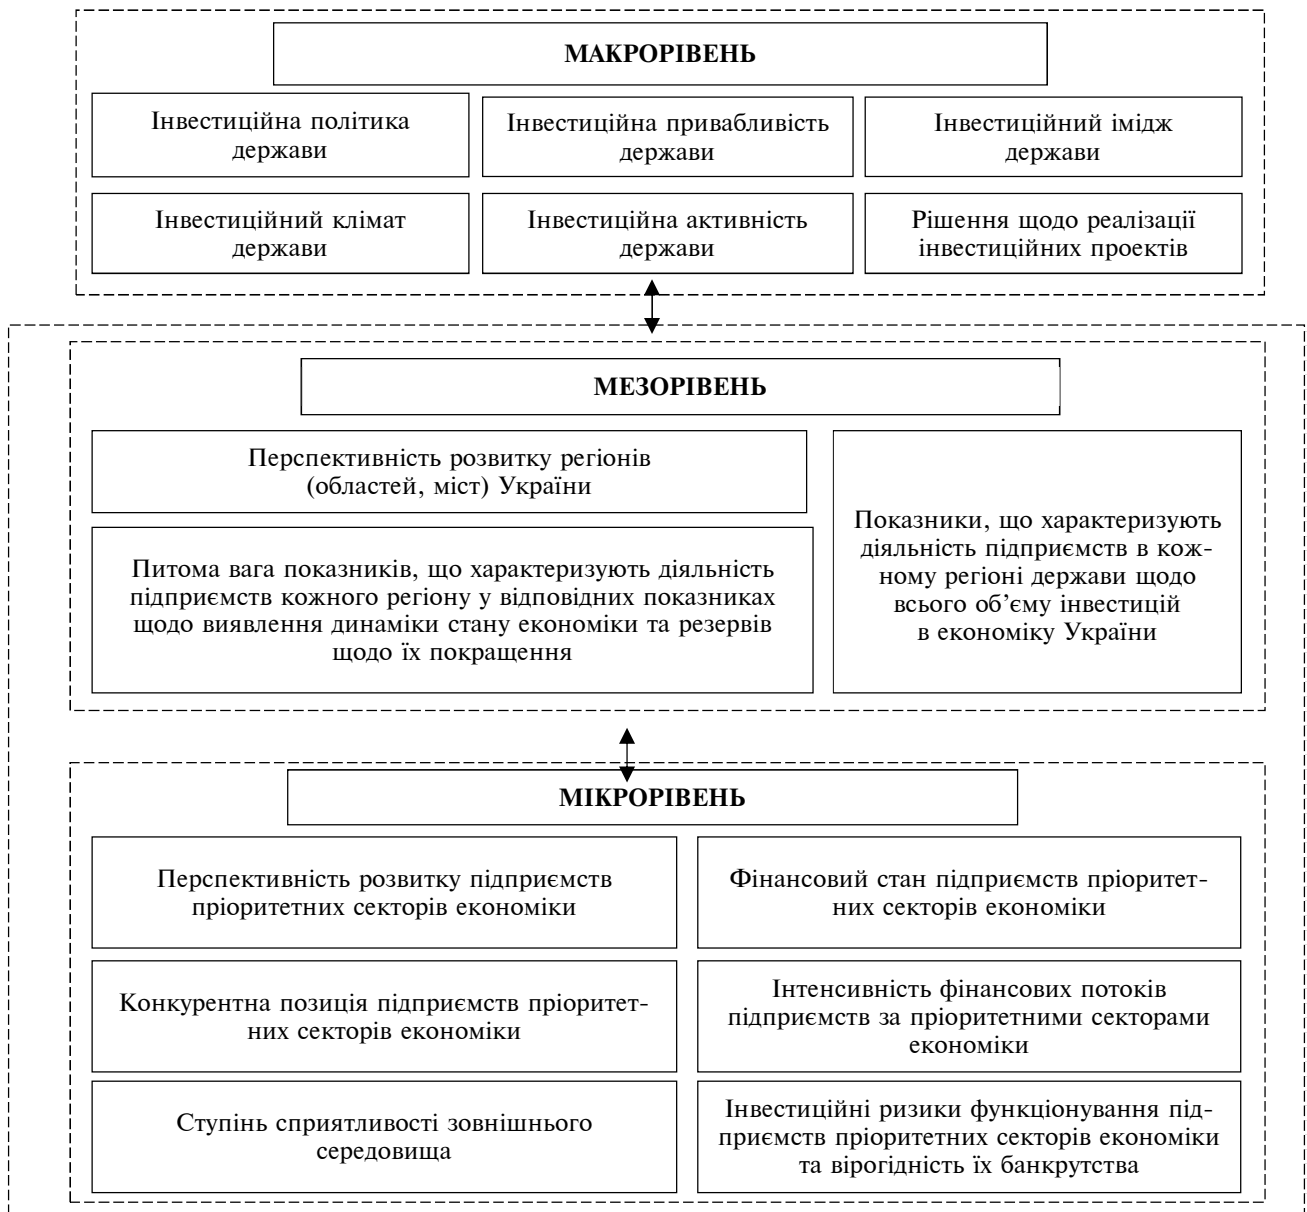 МАКРОРІВЕНЬ
Інвестиційна політика
держави
Інвестиційна привабливість
держави
Інвестиційний імідж
держави
Інвестиційний клімат
держави
Інвестиційна активність
держави
Рішення щодо реалізації
інвестиційних проектів
МЕЗОРІВЕНЬ
Перспективність розвитку регіонів
(областей, міст) України
Питома вага показників, що характеризують діяльність
підприємств кожного регіону у відповідних показниках
щодо виявлення динаміки стану економіки та резервів
щодо їх покращення
Показники, що характеризують
діяльність підприємств в кож-
ному регіоні держави щодо
всього об’єму інвестицій
в економіку України
МІКРОРІВЕНЬ
Перспективність розвитку підприємств
пріоритетних секторів економіки
Фінансовий стан підприємств пріоритет-
них секторів економіки
Конкурентна позиція підприємств пріоритет-
них секторів економіки
Інтенсивність фінансових потоків
підприємств за пріоритетними секторами
економіки
Ступінь сприятливості зовнішнього
середовища
Інвестиційні ризики функціонування під-
приємств пріоритетних секторів економіки
та вірогідність їх банкрутства